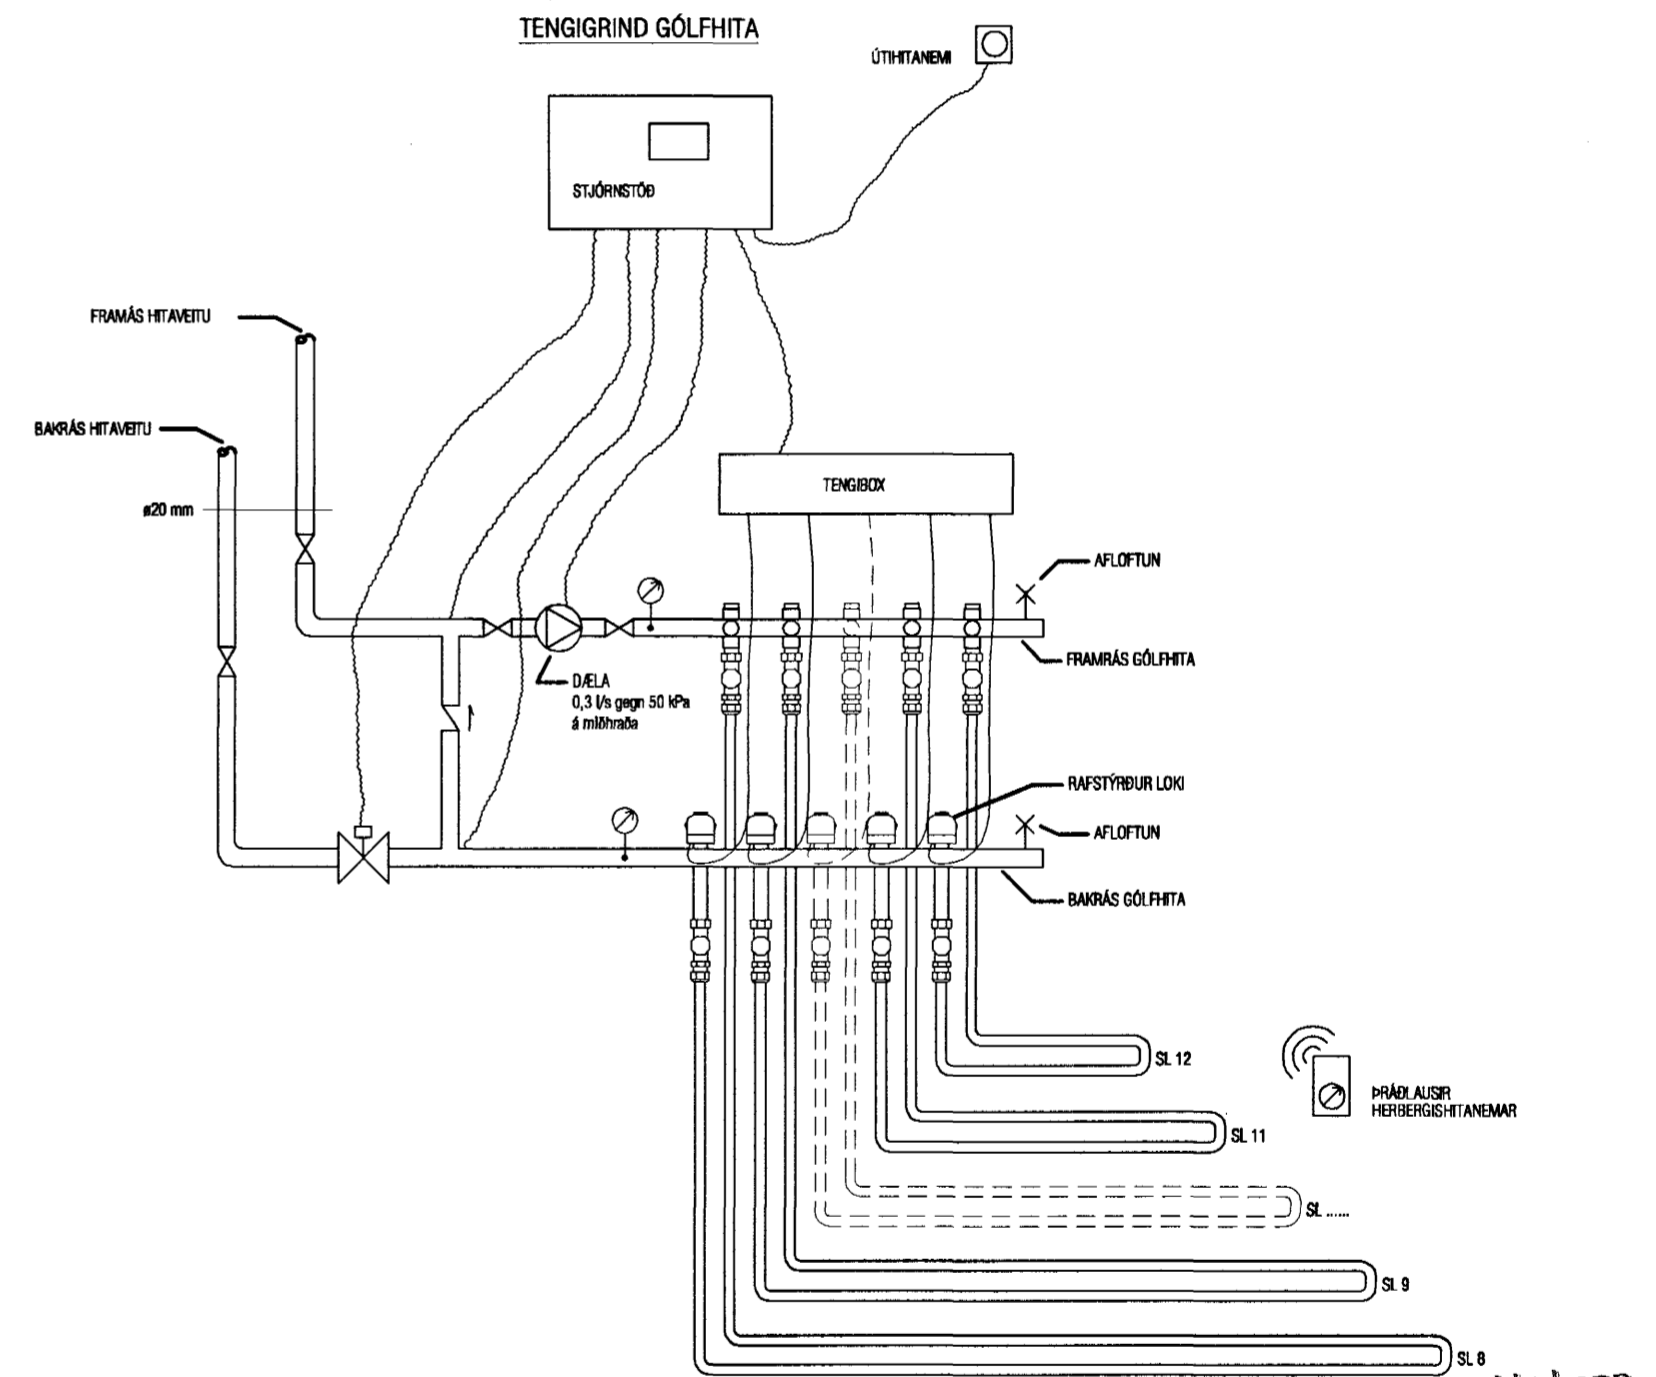 TENGIGRIND GÓLFHITA
ÚTIHITANEMI
STJÓRNSTÖÐ
FRAMÁS HITAVEITU
BAKRÁS HITAVEITU
ø20 mm
TENGIBOX
AFLOFTUN
FRAMRÁS GÓLFHITA
DÆLA
0,3 l/s gegn 50 kPa
á miðhraða
RAFSTÝRÐUR LOKI
AFLOFTUN
BAKRÁS GÓLFHITA
SL 12
ÞRÁÐLAUSIR
HERBERGISHITANEMAR
SL 11
SL ......
SL 9
SL 8